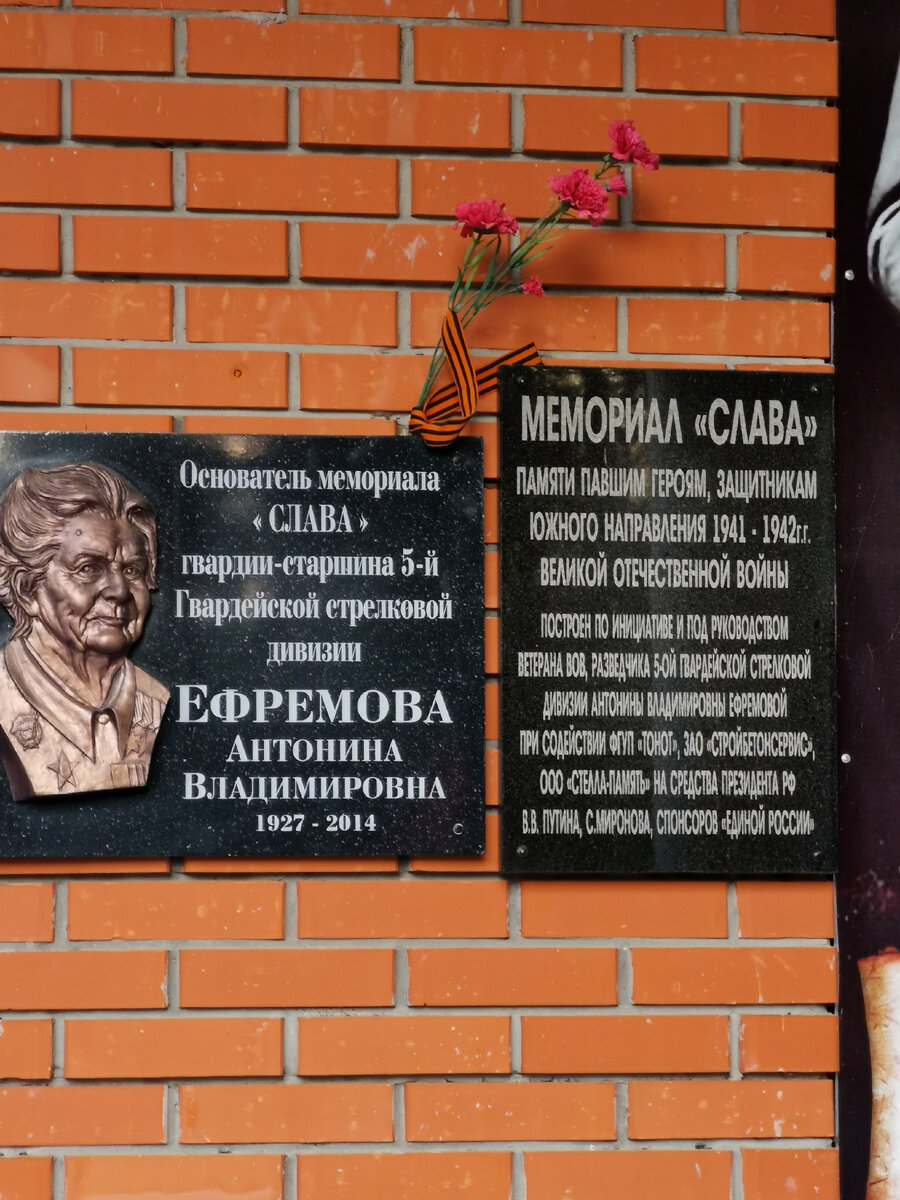 Основатель мемориала
«СЛАВА»
гвардии-старшина 5-й
Гвардейской стрелковой
дивизии
ЕФРЕМОВА
АНТОНИНА
ВЛАДИМИРОВНА
1927 - 2014
МЕМОРИАЛ «СЛАВА»
ПАМЯТИ ПАВШИМ ГЕРОЯМ, ЗАЩИТНИКАМ
ЮЖНОГО НАПРАВЛЕНИЯ 1941 - 1942г.г.
ВЕЛИКОЙ ОТЕЧЕСТВЕННОЙ ВОЙНЫ
ПОСТРОЕН ПО ИНИЦИАТИВЕ И ПОД РУКОВОДСТВОМ
ВЕТЕРАНА ВОВ, РАЗВЕДЧИКА 5-ОЙ ГВАРДЕЙСКОЙ СТРЕЛКОВОЙ
ДИВИЗИИ АНТОНИНЫ ВЛАДИМИРОВНЫ ЕФРЕМОВОЙ
ПРИ СОДЕЙСТВИИ ФГУП «ТОНОТ», ЗАО «СТРОЙБЕТОНСЕРВИС»,
ООО «СТЕЛЛА-ПАМЯТЬ» НА СРЕДСТВА ПРЕЗИДЕНТА РФ
В.В. ПУТИНА, С.МИРОНОВА, СПОНСОРОВ «ЕДИНОЙ РОССИИ»